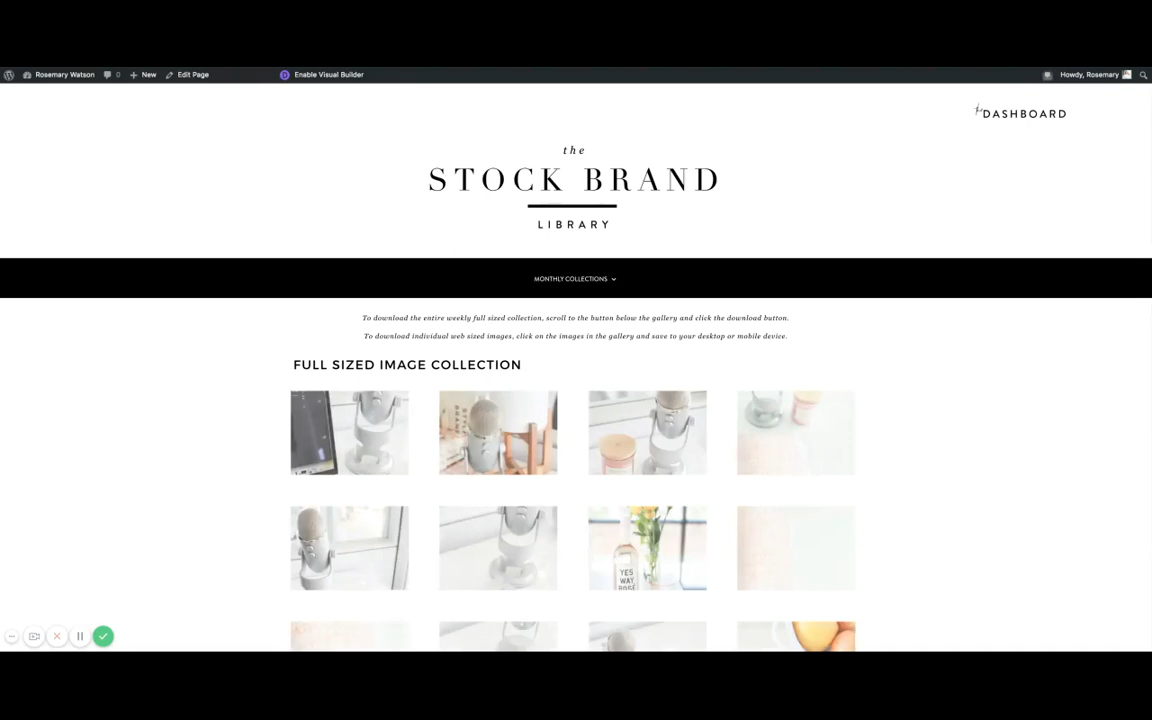 Rosemary Watson 0 New Edit Page Enable Visual Builder Howdy, Rosemary
the DASHBOARD
the
STOCK BRAND
LIBRARY
MONTHLY COLLECTIONS
To download the entire weekly full sized collection, scroll to the button below the gallery and click the download button.
To download individual web sized images, click on the images in the gallery and save to your desktop or mobile device.
FULL SIZED IMAGE COLLECTION
YES
WAY
ROSÉ